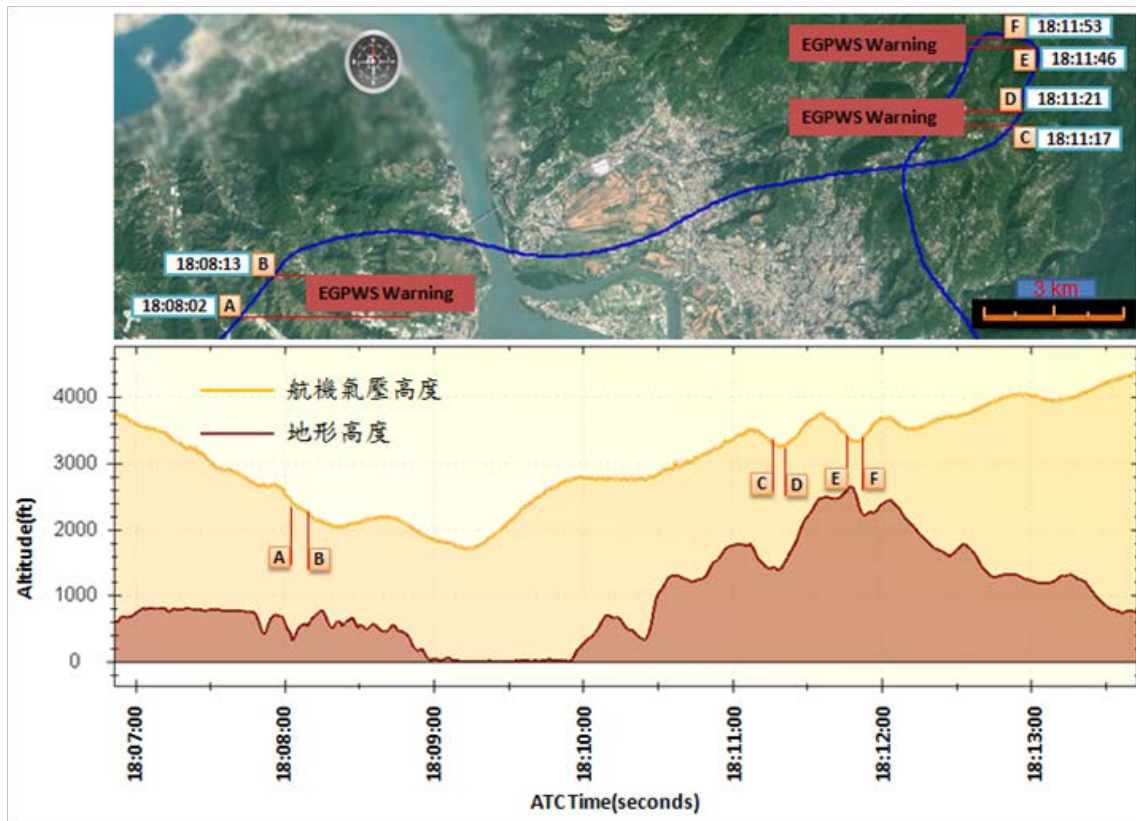 F 18:11:53
EGPWS Warning
E 18:11:46
D 18:11:21
EGPWS Warning
C 18:11:17
18:08:13 B
EGPWS Warning
18:08:02 A
3 km
4000
航機氣壓高度
地形高度
3000
C D E F
2000
A B
1000
0
Altitude(ft)
18:07:00
18:08:00
18:09:00
18:10:00
18:11:00
18:12:00
18:13:00
ATC Time(seconds)